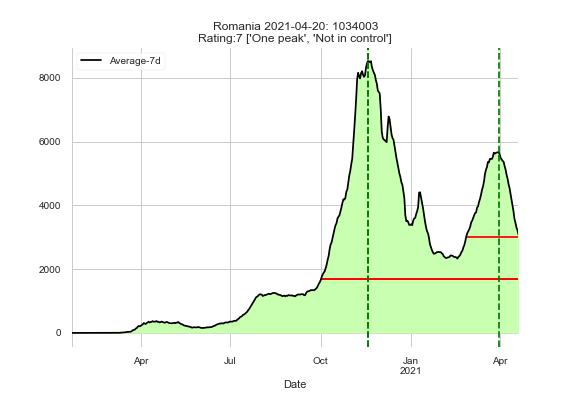 Romania 2021-04-20: 1034003
Rating:7 ['One peak', 'Not in control']
Average-7d
8000
6000
4000
2000
0
Apr
Jul
Oct
Jan
2021
Apr
Date